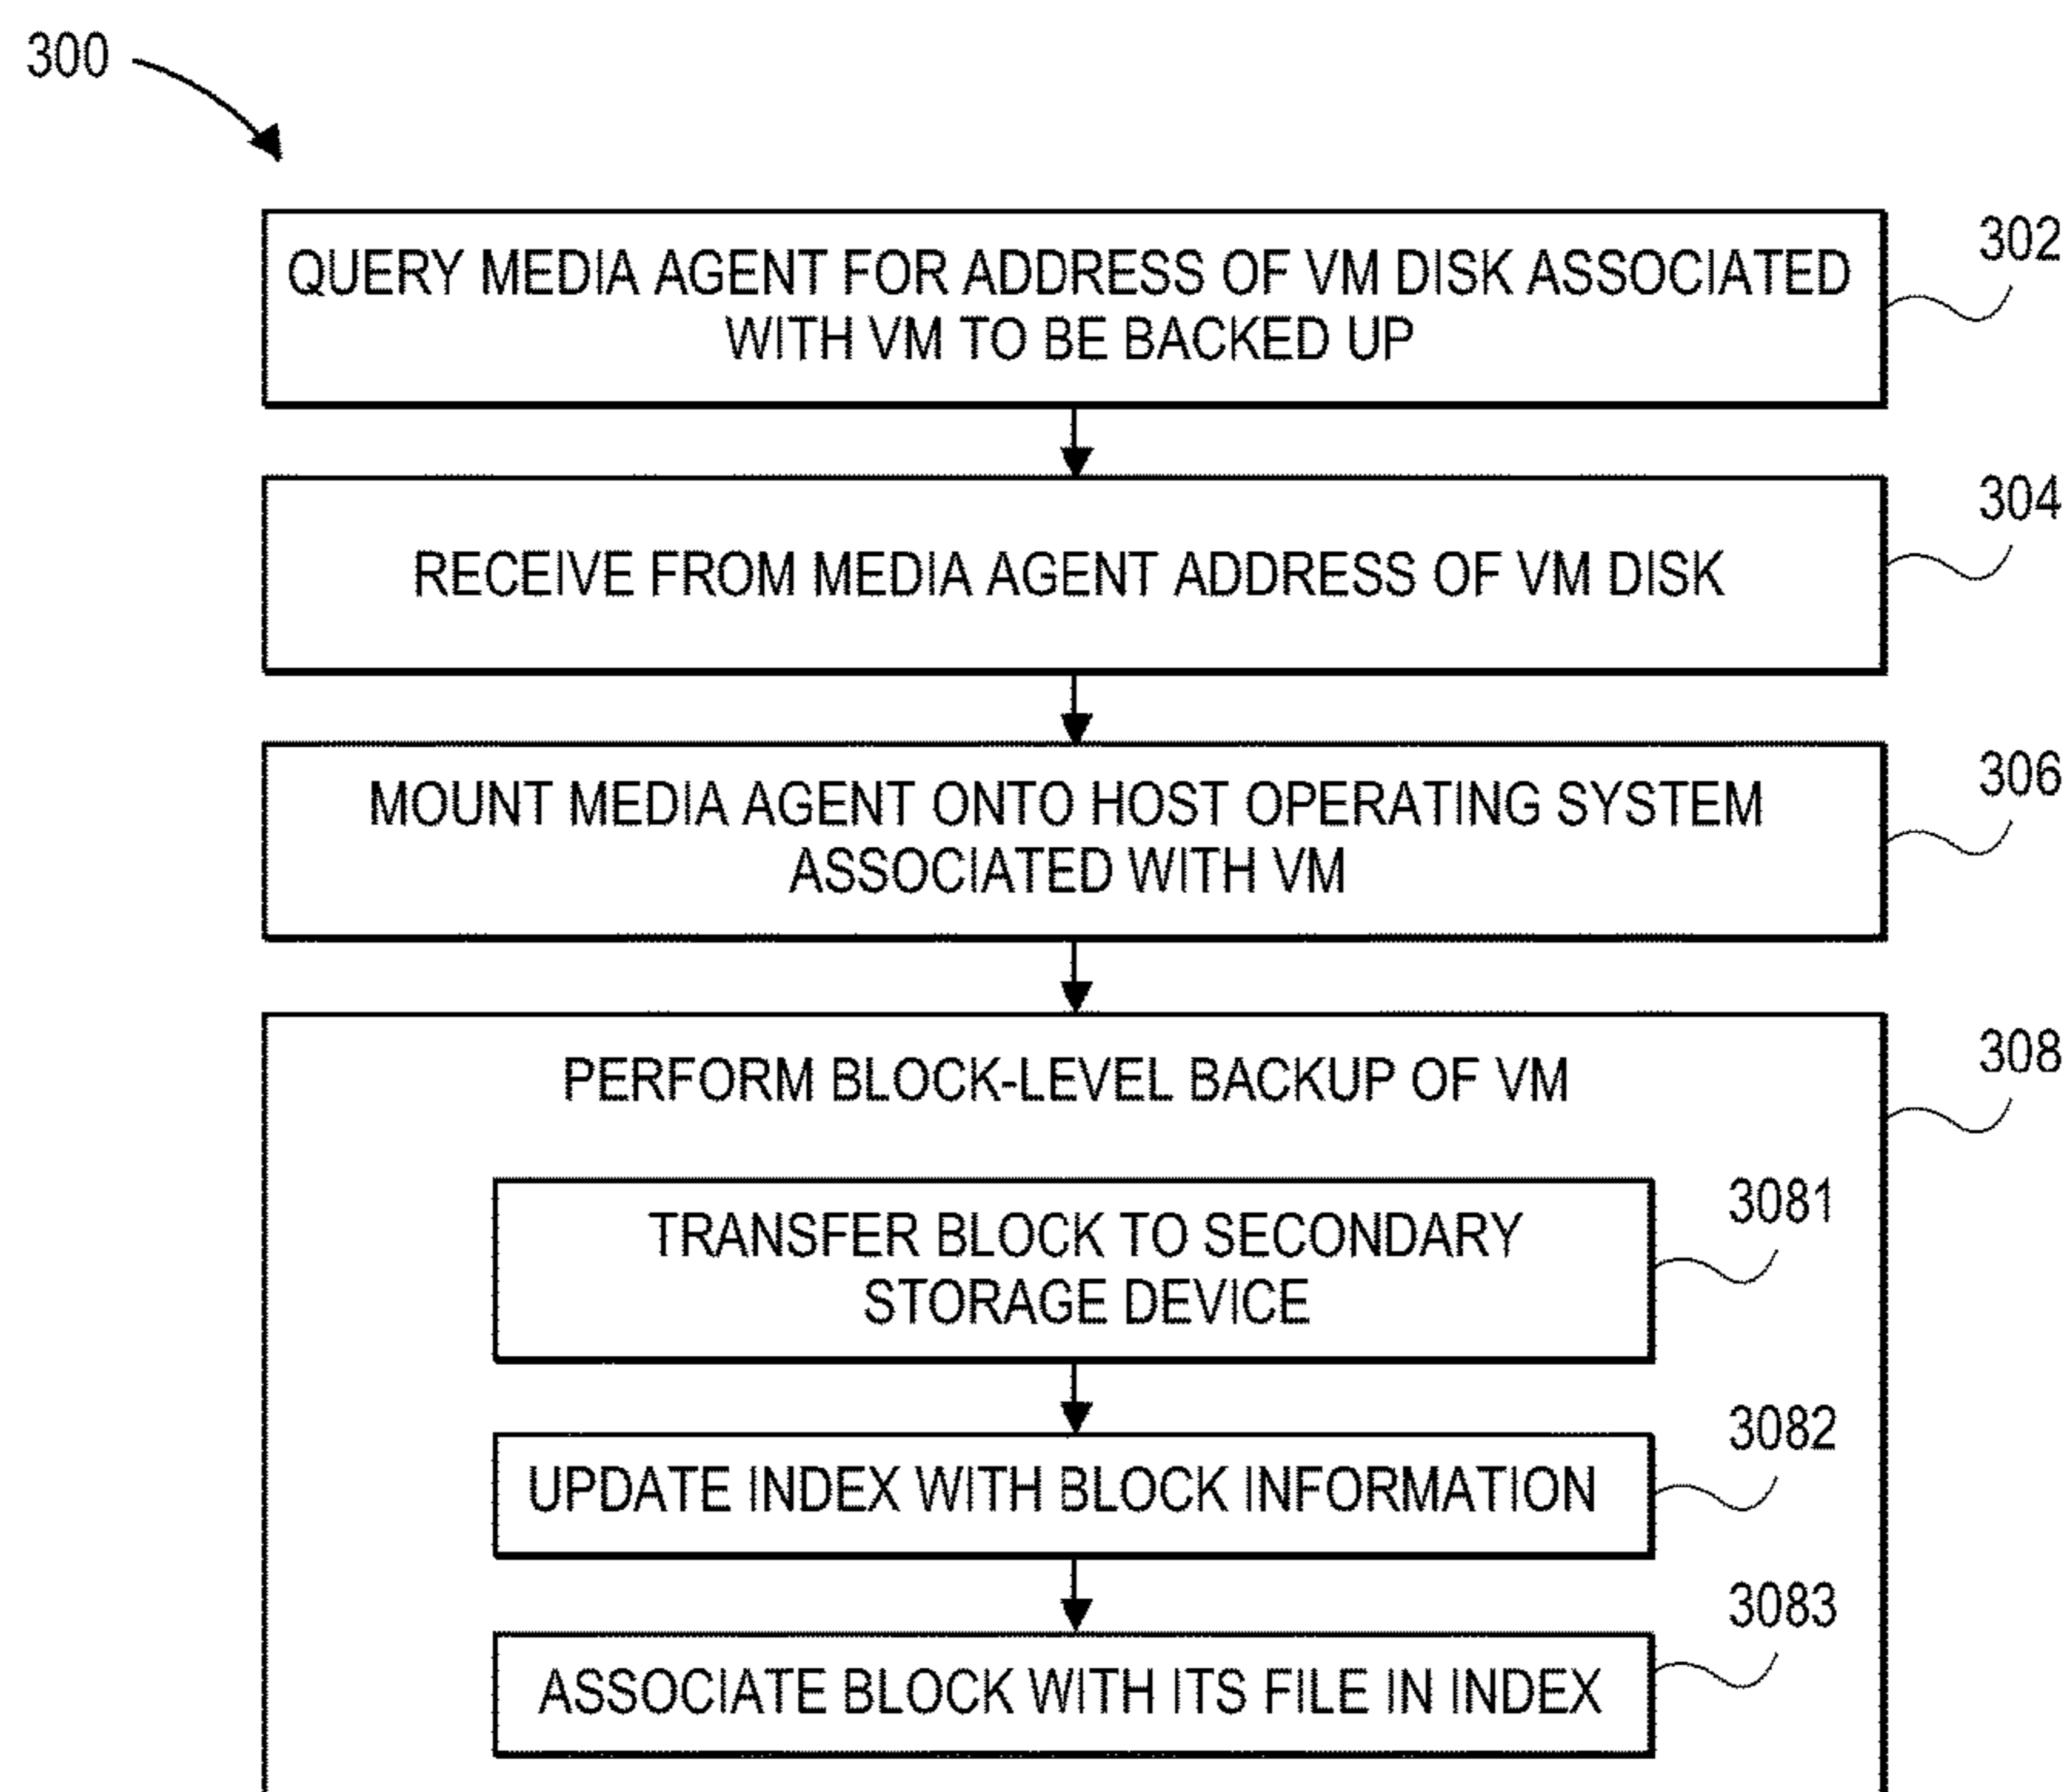 300
QUERY MEDIA AGENT FOR ADDRESS OF VM DISK ASSOCIATED
WITH VM TO BE BACKED UP
302
RECEIVE FROM MEDIA AGENT ADDRESS OF VM DISK
304
MOUNT MEDIA AGENT ONTO HOST OPERATING SYSTEM
ASSOCIATED WITH VM
306
PERFORM BLOCK-LEVEL BACKUP OF VM
308
TRANSFER BLOCK TO SECONDARY
STORAGE DEVICE
3081
UPDATE INDEX WITH BLOCK INFORMATION
3082
ASSOCIATE BLOCK WITH ITS FILE IN INDEX
3083